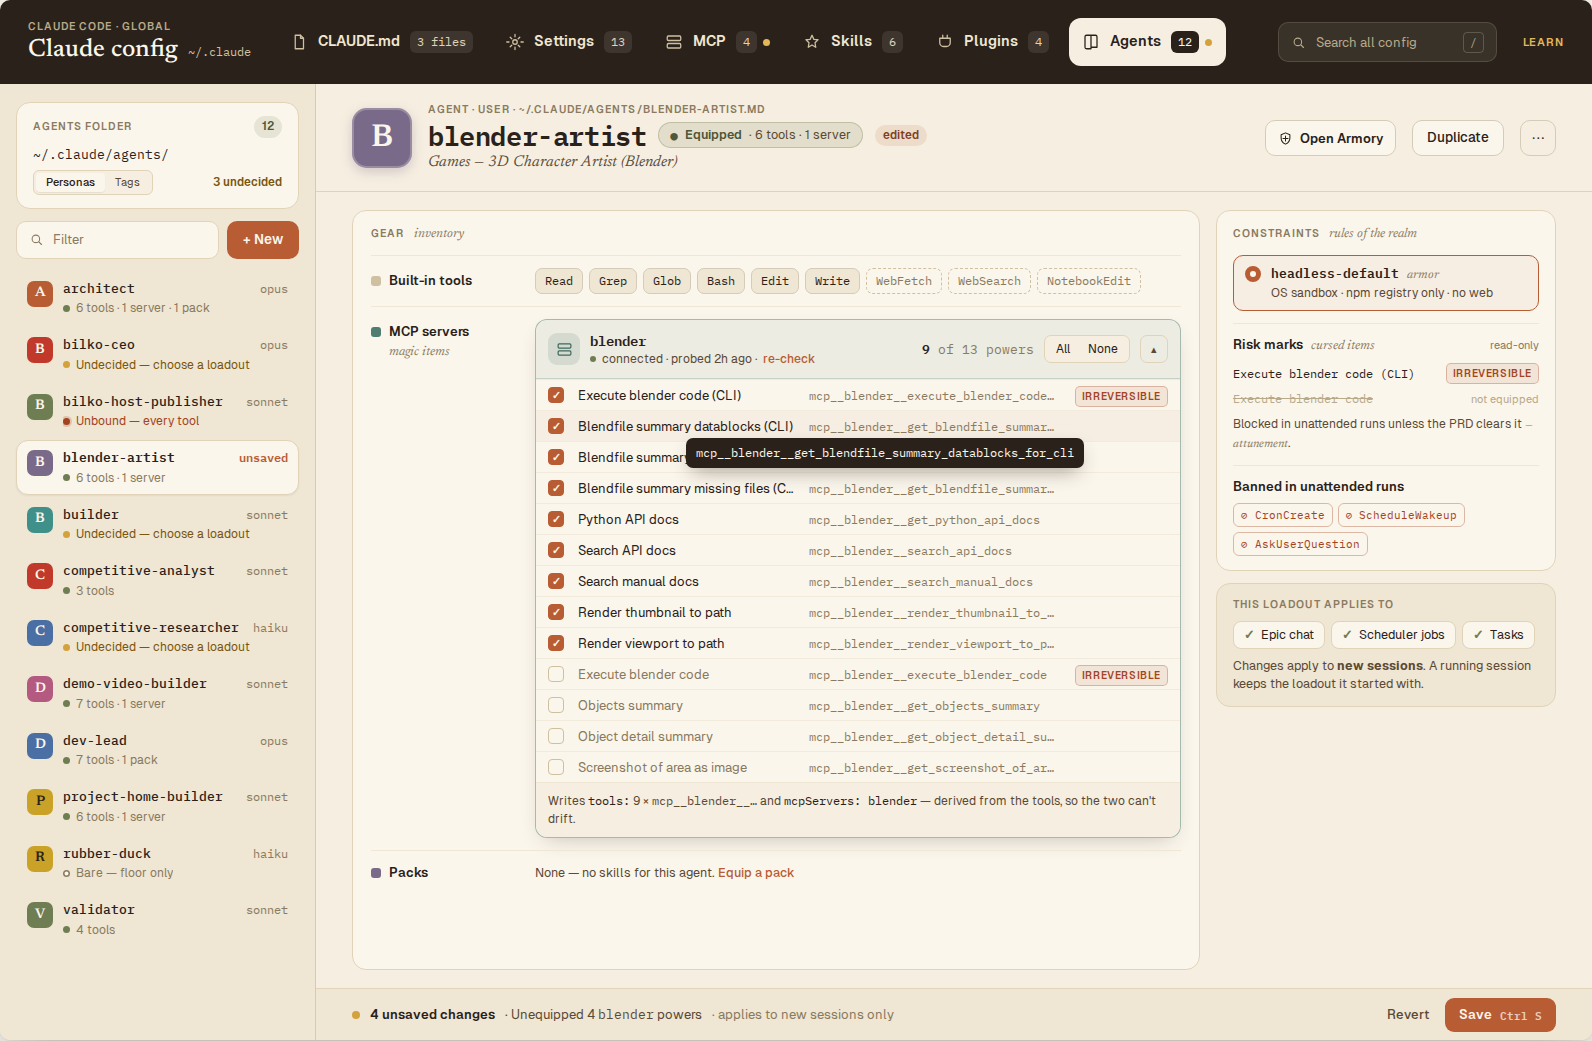 CLAUDE CODE · GLOBAL
Claude config ~/.claude
CLAUDE.md 3 files
Settings 13
MCP 4
Skills 6
Plugins 4
Agents 12
Search all config /
LEARN
AGENTS FOLDER 12
~/.claude/agents/
Personas Tags 3 undecided
Filter
+ New
A architect opus
6 tools · 1 server · 1 pack
B bilko-ceo opus
Undecided — choose a loadout
B bilko-host-publisher sonnet
Unbound — every tool
B blender-artist unsaved
6 tools · 1 server
B builder sonnet
Undecided — choose a loadout
C competitive-analyst sonnet
3 tools
C competitive-researcher haiku
Undecided — choose a loadout
D demo-video-builder sonnet
7 tools · 1 server
D dev-lead opus
7 tools · 1 pack
P project-home-builder sonnet
6 tools · 1 server
R rubber-duck haiku
Bare — floor only
V validator sonnet
4 tools
AGENT · USER · ~/.CLAUDE/AGENTS/BLENDER-ARTIST.MD
B blender-artist Equipped · 6 tools · 1 server edited
Games — 3D Character Artist (Blender)
Open Armory
Duplicate
···
GEAR inventory
Built-in tools Read Grep Glob Bash Edit Write WebFetch WebSearch NotebookEdit
MCP servers
magic items
blender
connected · probed 2h ago · re-check
9 of 13 powers All None ▴
✓ Execute blender code (CLI) mcp__blender__execute_blender_code… IRREVERSIBLE
✓ Blendfile summary datablocks (CLI) mcp__blender__get_blendfile_summar…
✓ Blendfile summar
mcp__blender__get_blendfile_summary_datablocks_for_cli
✓ Blendfile summary missing files (C… mcp__blender__get_blendfile_summar…
✓ Python API docs mcp__blender__get_python_api_docs
✓ Search API docs mcp__blender__search_api_docs
✓ Search manual docs mcp__blender__search_manual_docs
✓ Render thumbnail to path mcp__blender__render_thumbnail_to_…
✓ Render viewport to path mcp__blender__render_viewport_to_p…
Execute blender code mcp__blender__execute_blender_code IRREVERSIBLE
Objects summary mcp__blender__get_objects_summary
Object detail summary mcp__blender__get_object_detail_su…
Screenshot of area as image mcp__blender__get_screenshot_of_ar…
Writes tools: 9 × mcp__blender__… and mcpServers: blender — derived from the tools, so the two can't
drift.
Packs None — no skills for this agent. Equip a pack
CONSTRAINTS rules of the realm
headless-default armor
OS sandbox · npm registry only · no web
Risk marks cursed items read-only
Execute blender code (CLI) IRREVERSIBLE
Execute blender code not equipped
Blocked in unattended runs unless the PRD clears it –
attunement.
Banned in unattended runs
⊘ CronCreate ⊘ ScheduleWakeup
⊘ AskUserQuestion
THIS LOADOUT APPLIES TO
✓ Epic chat ✓ Scheduler jobs ✓ Tasks
Changes apply to new sessions. A running session
keeps the loadout it started with.
4 unsaved changes · Unequipped 4 blender powers · applies to new sessions only
Revert
Save Ctrl S